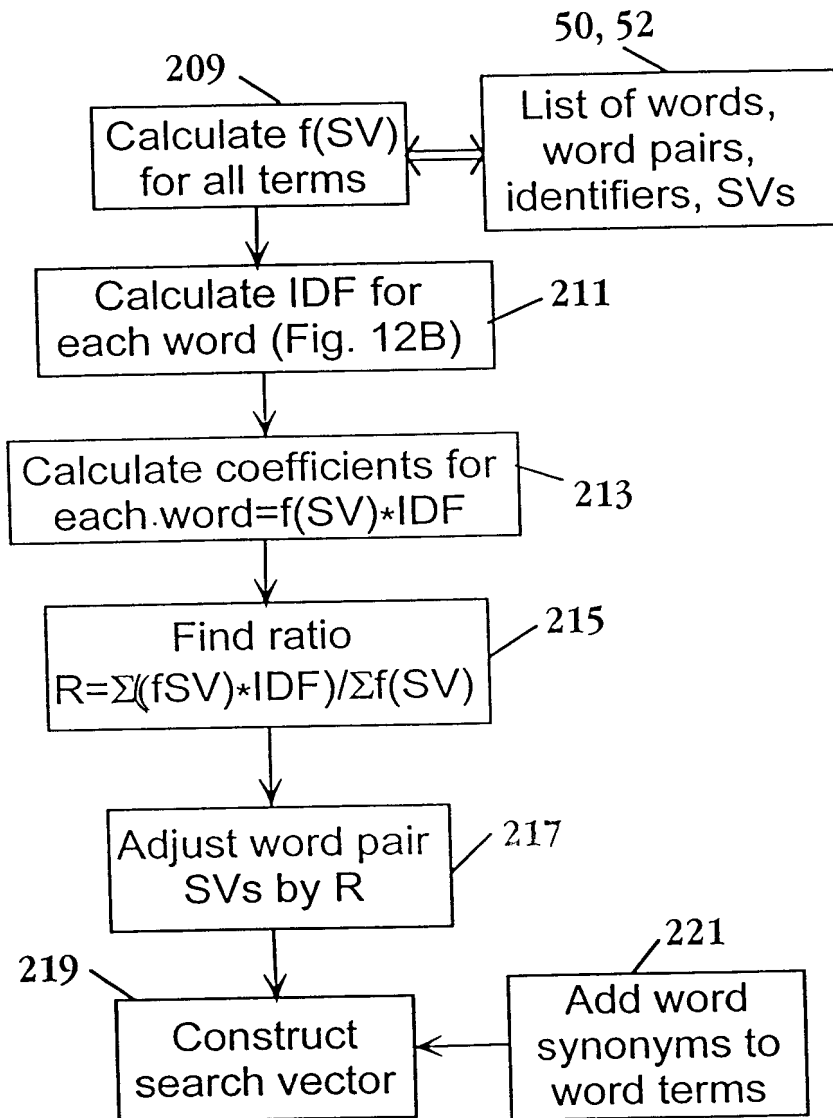 50, 52
209
List of words,
word pairs,
identifiers, SVs
Calculate f(SV)
for all terms
Calculate IDF for
each word (Fig. 12B)
211
Calculate coefficients for
each.word=f(SV)*IDF
213
Find ratio
R=Σ((fSV)*IDF)/Σf(SV)
215
Adjust word pair
SVs by R
217
219
Construct
search vector
221
Add word
synonyms to
word terms